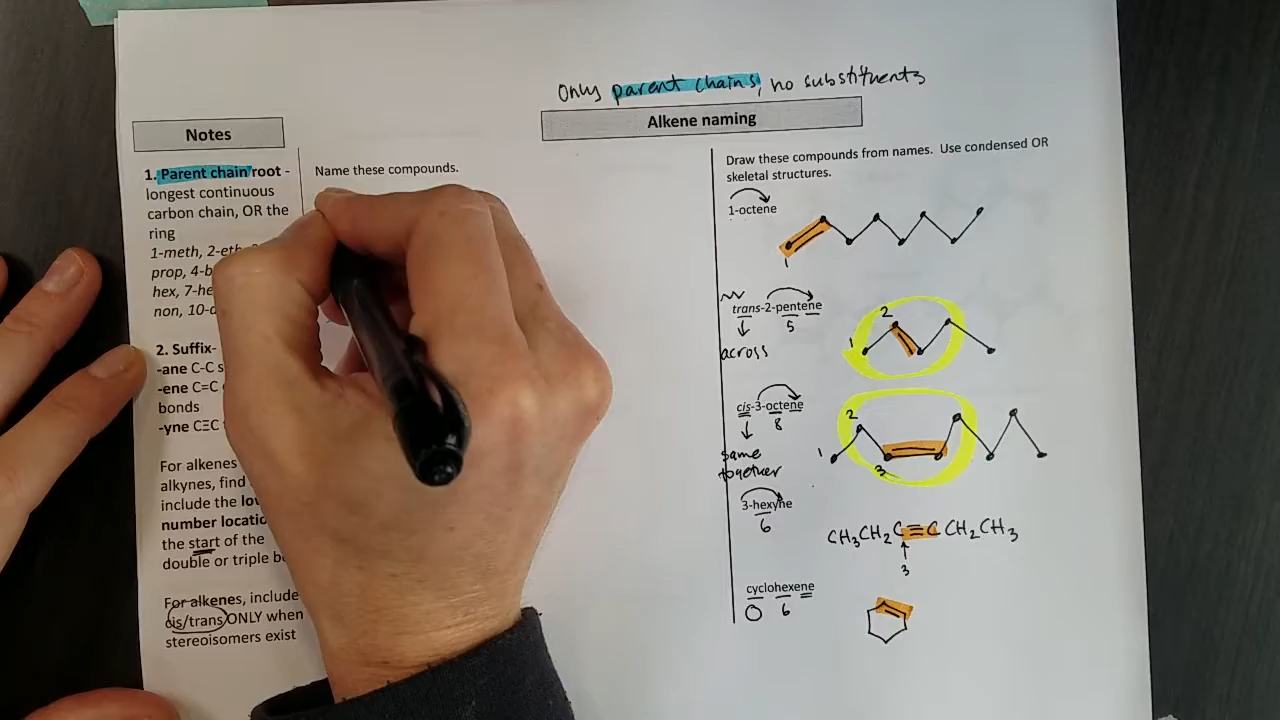 Only parent chains, no substituents
Alkene naming
Notes
1. Parent chain root -
longest continuous
carbon chain, OR the
ring
1-meth, 2-eth,
prop, 4-b
hex, 7-he
non, 10-d
2. Suffix-
-ane C-C s
-ene C=C
bonds
-yne CΞC
For alkenes
alkynes, find
include the low
number locatio
the start of the
double or triple b
For alkenes, include
cis/trans ONLY when
stereoisomers exist
Name these compounds.
Draw these compounds from names. Use condensed OR
skeletal structures.
1-octene
1
trans-2-pentene
5
across
1 2
cis-3-octene
8
same
together
1 2 3
3-hexyne
6
CH3CH2C≡CCH2CH3
3
cyclohexene
6